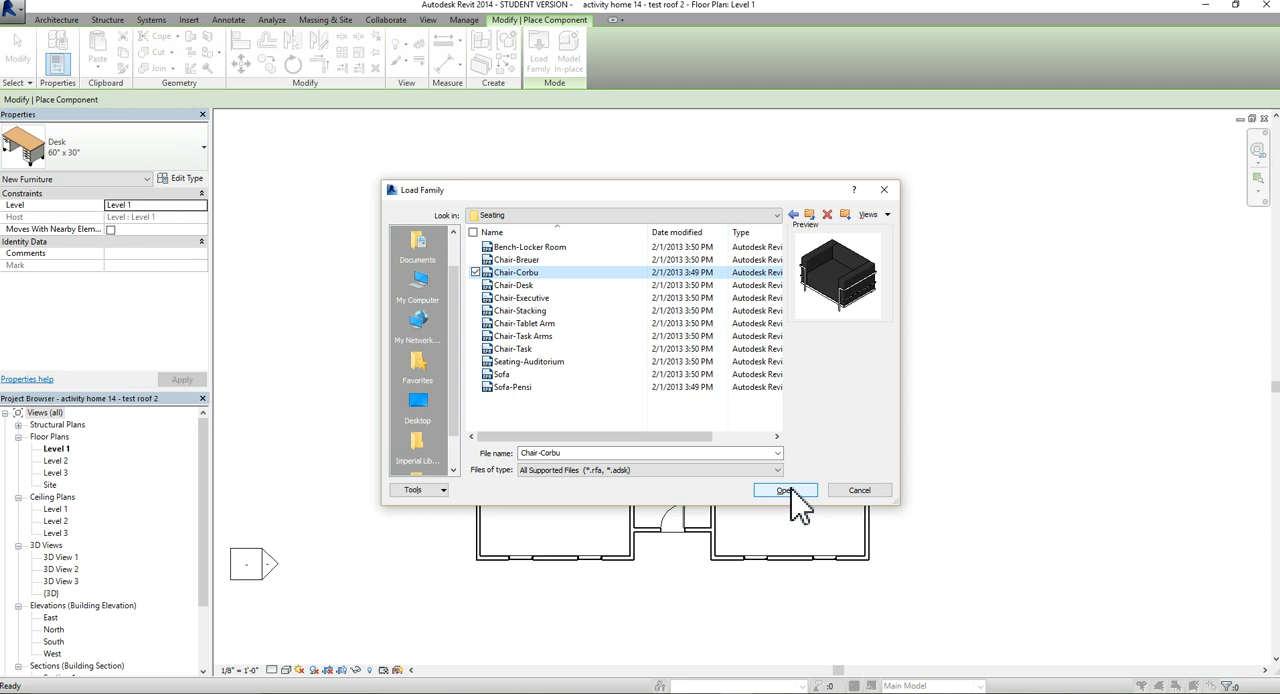 Autodesk Revit 2014 - STUDENT VERSION - activity home 14 - test roof 2 - Floor Plan: Level 1
Architecture Structure Systems Insert Annotate Analyze Massing & Site Collaborate View Manage Modify | Place Component
Modify Paste Cope Cut Join Load Family Model In-place
Select Properties Clipboard Geometry Modify View Measure Create Mode
Modify | Place Component
Properties
Desk
60" x 30"
New Furniture Edit Type
Constraints
Level Level 1
Host Level : Level 1
Moves With Nearby Elem...
Identity Data
Comments
Mark
Properties help Apply
Project Browser - activity home 14 - test roof 2
Views (all)
Structural Plans
Floor Plans
Level 1
Level 2
Level 3
Site
Ceiling Plans
Level 1
Level 2
Level 3
3D Views
3D View 1
3D View 2
3D View 3
{3D}
Elevations (Building Elevation)
East
North
South
West
Sections (Building Section)
Load Family
Look in: Seating Views
Documents
My Computer
My Network...
Favorites
Desktop
Imperial Lib...
Name Date modified Type
Bench-Locker Room 2/1/2013 3:50 PM Autodesk Revi
Chair-Breuer 2/1/2013 3:50 PM Autodesk Revi
Chair-Corbu 2/1/2013 3:49 PM Autodesk Revi
Chair-Desk 2/1/2013 3:50 PM Autodesk Revi
Chair-Executive 2/1/2013 3:50 PM Autodesk Revi
Chair-Stacking 2/1/2013 3:50 PM Autodesk Revi
Chair-Tablet Arm 2/1/2013 3:50 PM Autodesk Revi
Chair-Task Arms 2/1/2013 3:50 PM Autodesk Revi
Chair-Task 2/1/2013 3:50 PM Autodesk Revi
Seating-Auditorium 2/1/2013 3:50 PM Autodesk Revi
Sofa 2/1/2013 3:50 PM Autodesk Revi
Sofa-Pensi 2/1/2013 3:49 PM Autodesk Revi
Preview
File name: Chair-Corbu
Files of type: All Supported Files (*.rfa, *.adsk)
Tools Open Cancel
1/8" = 1'-0"
Ready :0 Main Model :0